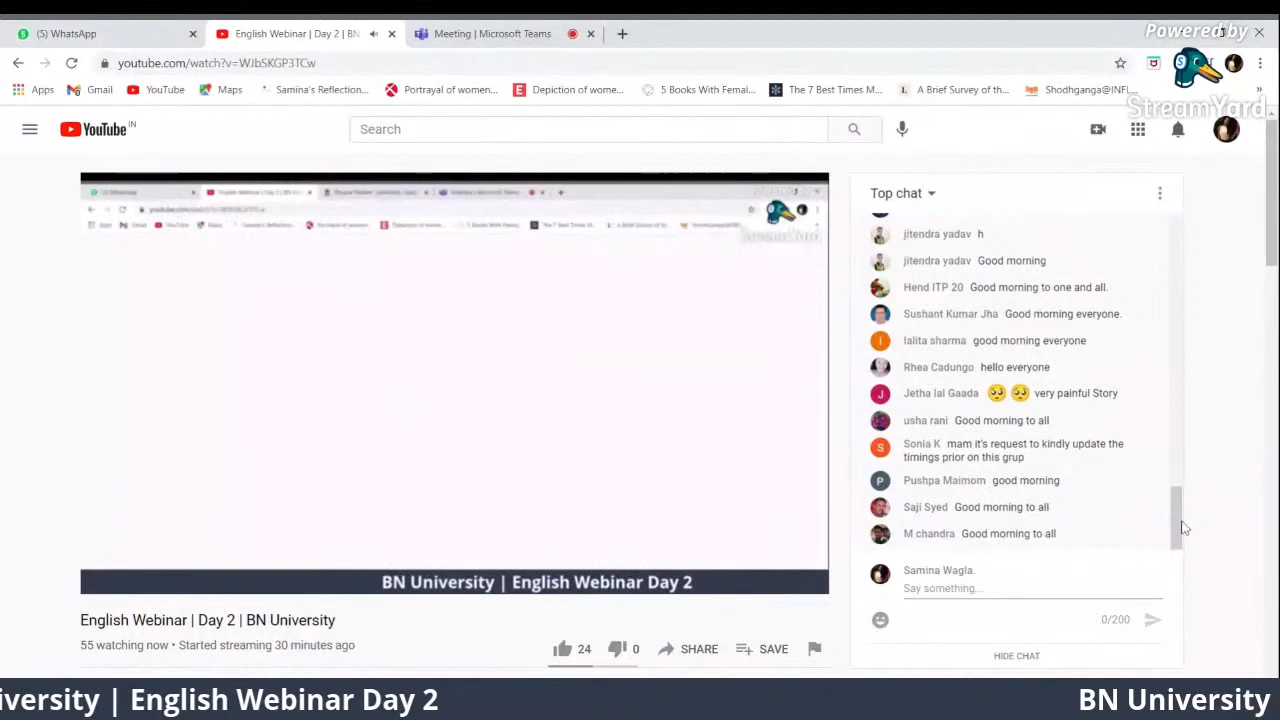 Powered by
(5) WhatsApp
English Webinar | Day 2 | BN
Meeting | Microsoft Teams
youtube.com/watch?v=WJbSKGP3TCw
Apps
Gmail
YouTube
Maps
Samina's Reflection...
Portrayal of women...
Depiction of wome...
5 Books With Femal...
The 7 Best Times M...
A Brief Survey of th...
Shodhganga@INFL...
StreamYard
YouTube IN
Search
Top chat
jitendra yadav h
jitendra yadav Good morning
Hend ITP 20 Good morning to one and all.
Sushant Kumar Jha Good morning everyone.
lalita sharma good morning everyone
Rhea Cadungo hello everyone
Jetha lal Gaada 🥺 🥺 very painful Story
usha rani Good morning to all
Sonia K mam it's request to kindly update the
timings prior on this grup
Pushpa Maimom good morning
Saji Syed Good morning to all
M chandra Good morning to all
Samina Wagla.
Say something...
0/200
HIDE CHAT
BN University | English Webinar Day 2
English Webinar | Day 2 | BN University
55 watching now • Started streaming 30 minutes ago
24
0
SHARE
SAVE
iversity | English Webinar Day 2
BN University